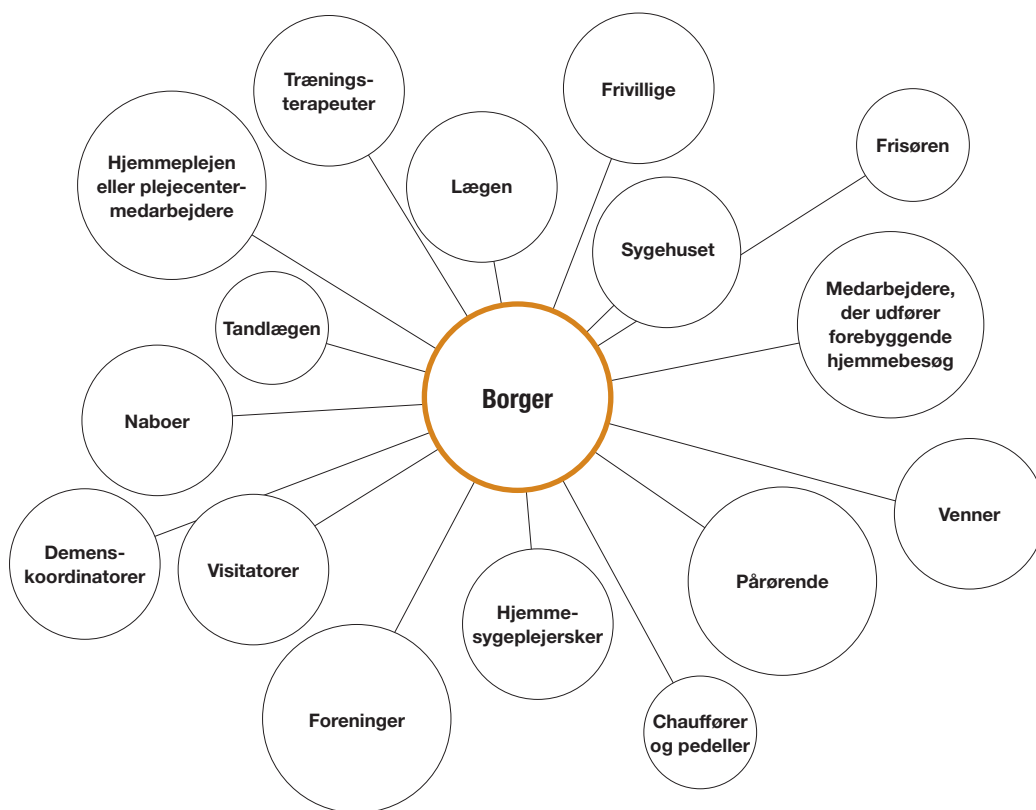 Trænings-
terapeuter
Frivillige
Frisøren
Hjemmeplejen
eller plejecenter-
medarbejdere
Lægen
Sygehuset
Medarbejdere,
der udfører
forebyggende
hjemmebesøg
Tandlægen
Borger
Naboer
Venner
Demens-
koordinatorer
Visitatorer
Pårørende
Hjemme-
sygeplejersker
Foreninger
Chauffører
og pedeller